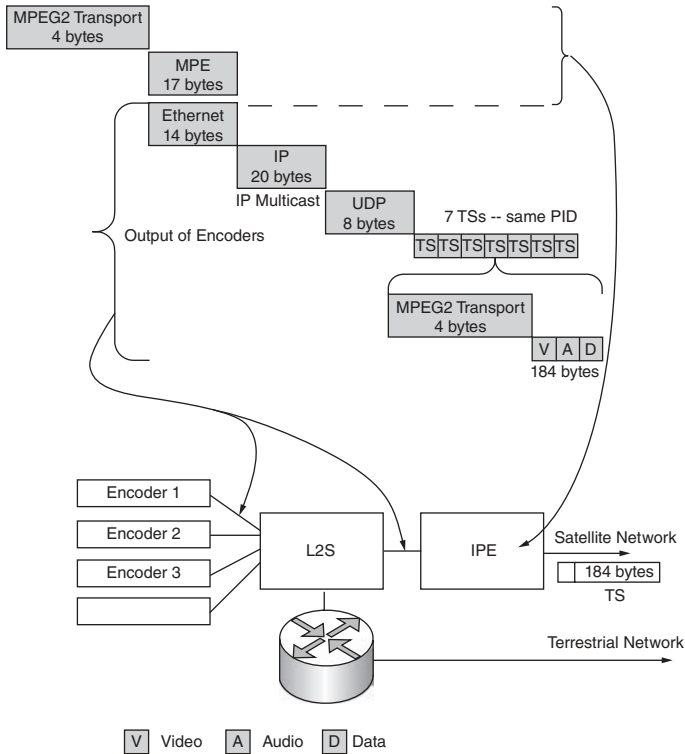 MPEG2 Transport
4 bytes
MPE
17 bytes
Ethernet
14 bytes
IP
20 bytes
IP Multicast
UDP
8 bytes
7 TSs -- same PID
Output of Encoders
TS TS TS TS TS TS TS
MPEG2 Transport
4 bytes
V A D
184 bytes
Encoder 1
Encoder 2
Encoder 3
L2S
IPE
Satellite Network
184 bytes
TS
Terrestrial Network
V Video A Audio D Data